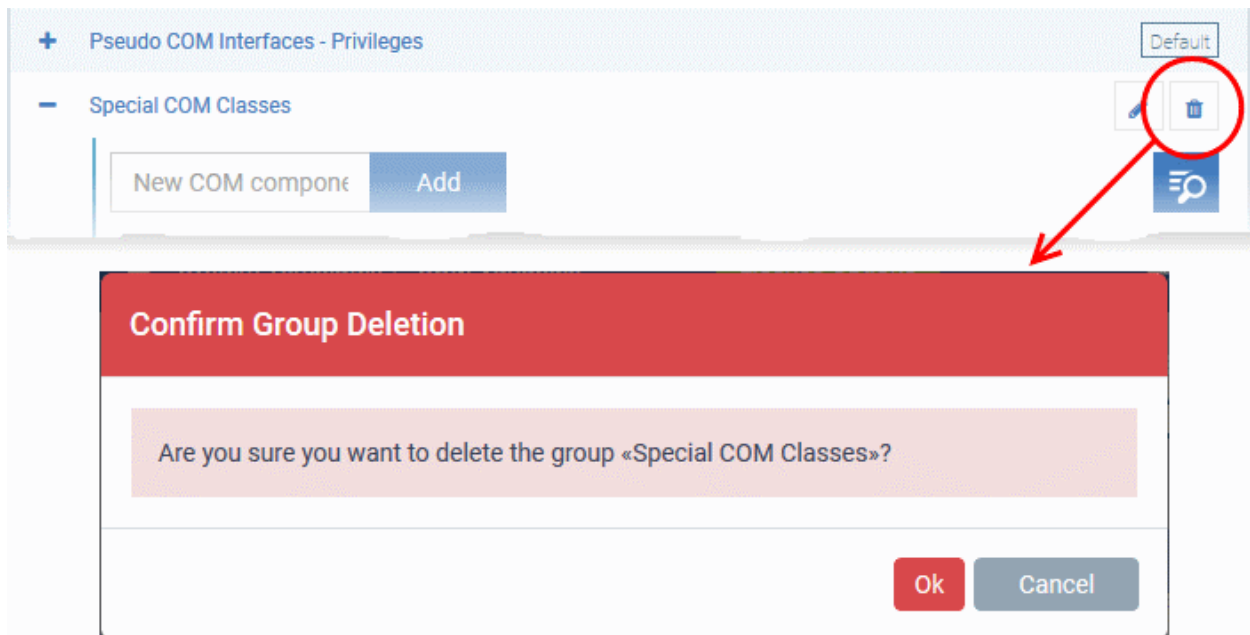 Pseudo COM Interfaces - Privileges Default
Special COM Classes
New COM compone Add
Confirm Group Deletion
Are you sure you want to delete the group «Special COM Classes»?
Ok Cancel